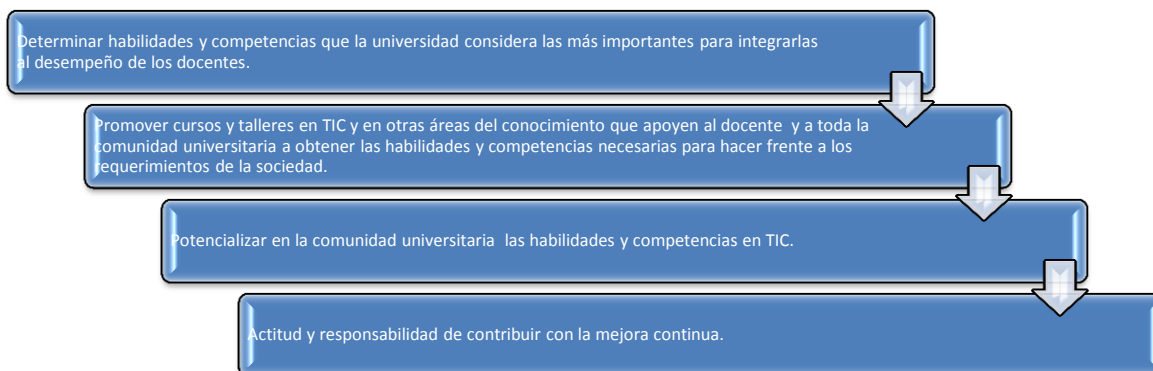 Determinar habilidades y competencias que la universidad considera las más importantes para integrarlas
al desempeño de los docentes.
Promover cursos y talleres en TIC y en otras áreas del conocimiento que apoyen al docente y a toda la
comunidad universitaria a obtener las habilidades y competencias necesarias para hacer frente a los
requerimientos de la sociedad.
Potencializar en la comunidad universitaria las habilidades y competencias en TIC.
Actitud y responsabilidad de contribuir con la mejora continua.